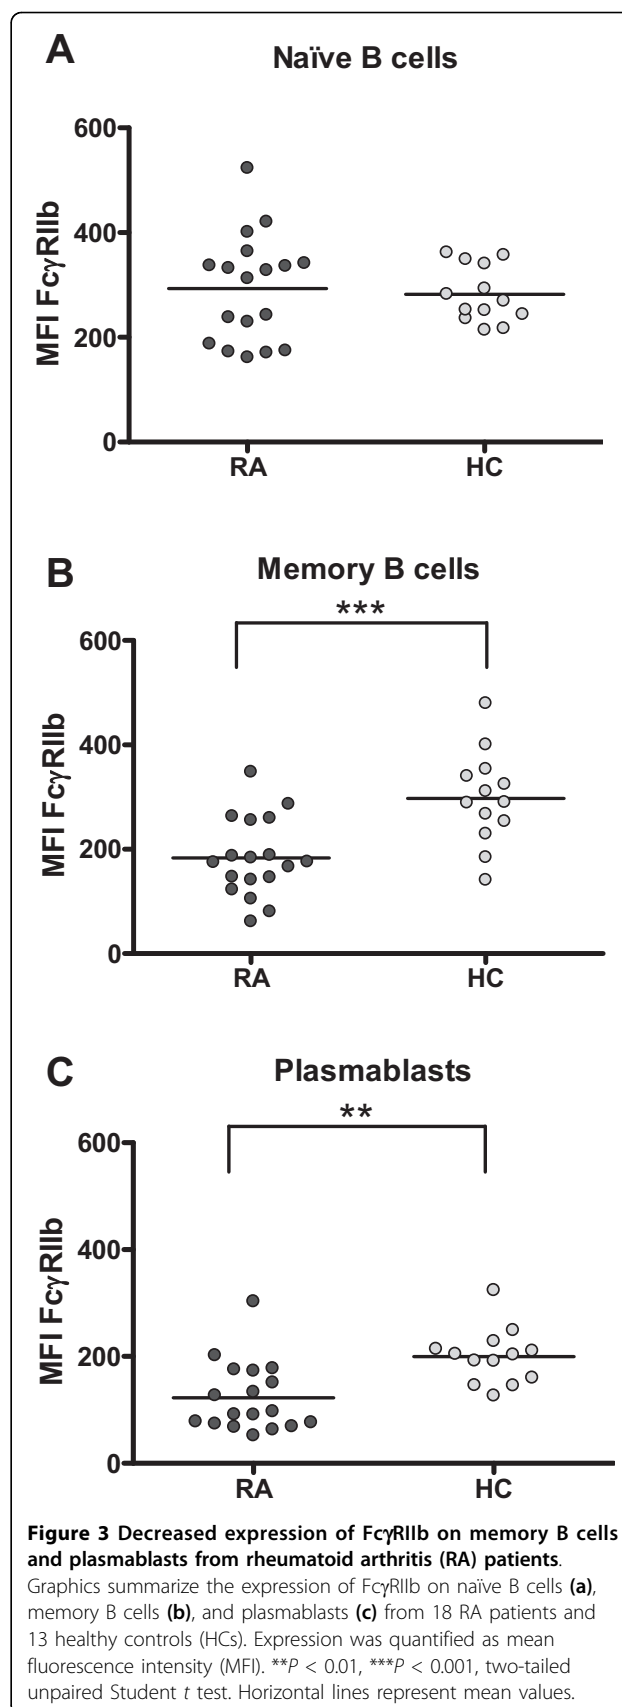 A
Naïve B cells
600
400
200
0
MFI FcγRIIb
RA
HC
B
Memory B cells
***
600
400
200
0
MFI FcγRIIb
RA
HC
C
Plasmablasts
**
600
400
200
0
MFI FcγRIIb
RA
HC
Figure 3 Decreased expression of FcγRIIb on memory B cells
and plasmablasts from rheumatoid arthritis (RA) patients.
Graphics summarize the expression of FcγRIIb on naïve B cells (a),
memory B cells (b), and plasmablasts (c) from 18 RA patients and
13 healthy controls (HCs). Expression was quantified as mean
fluorescence intensity (MFI). **P < 0.01, ***P < 0.001, two-tailed
unpaired Student t test. Horizontal lines represent mean values.